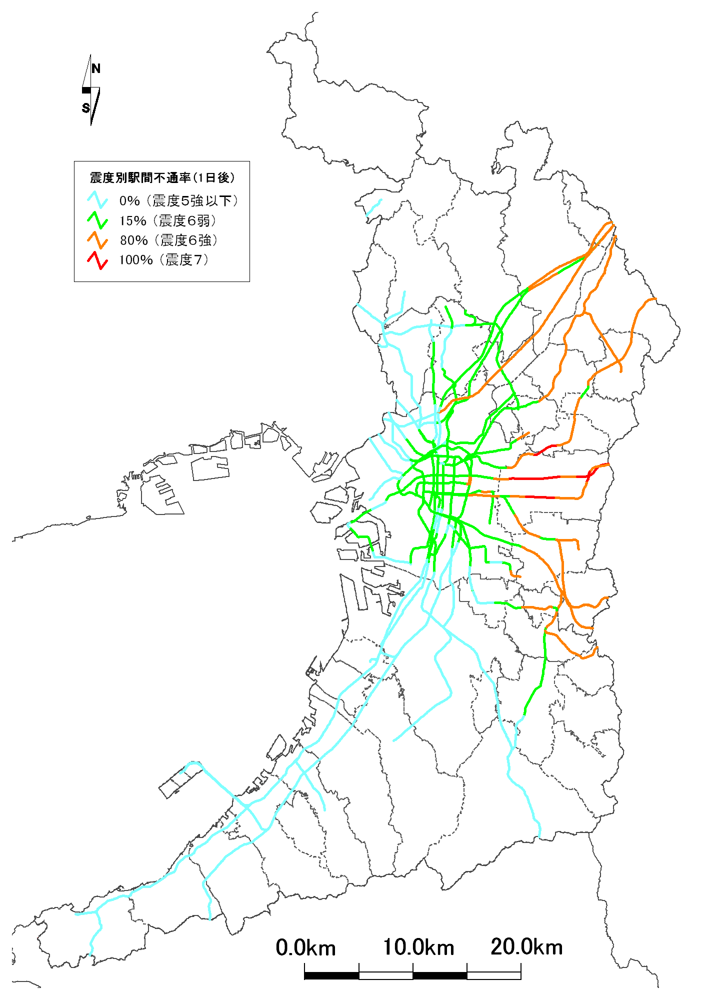 N
S
震度別駅間不通率(1日後)
0% (震度5強以下)
15% (震度6弱)
80% (震度6強)
100% (震度7)
0.0km 10.0km 20.0km